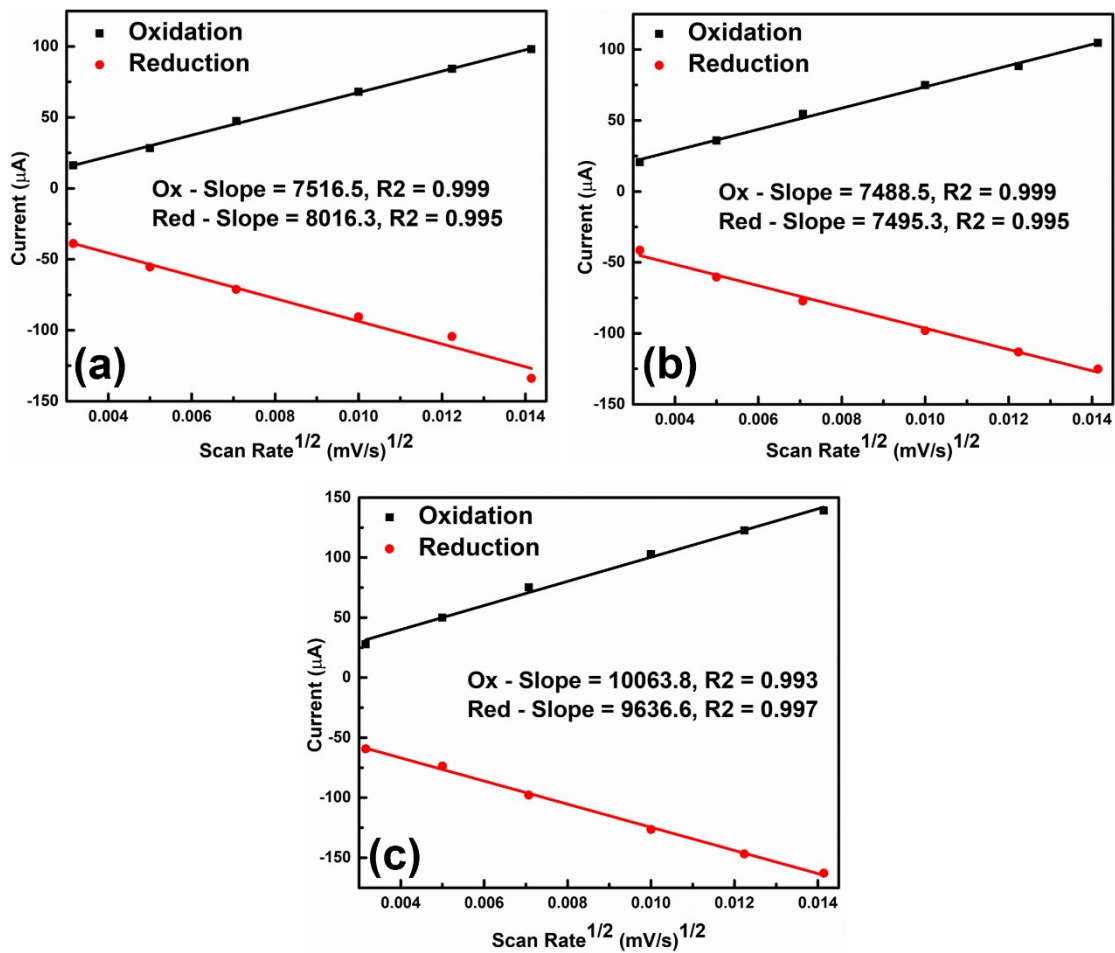 Oxidation
Reduction
100
50
0
-50
-100
-150
Current (μA)
Ox - Slope = 7516.5, R2 = 0.999
Red - Slope = 8016.3, R2 = 0.995
(a)
0.004 0.006 0.008 0.010 0.012 0.014
Scan Rate1/2 (mV/s)1/2
Oxidation
Reduction
100
50
0
-50
-100
-150
Current (μA)
Ox - Slope = 7488.5, R2 = 0.999
Red - Slope = 7495.3, R2 = 0.995
(b)
0.004 0.006 0.008 0.010 0.012 0.014
Scan Rate1/2 (mV/s)1/2
Oxidation
Reduction
150
100
50
0
-50
-100
-150
Current (μA)
Ox - Slope = 10063.8, R2 = 0.993
Red - Slope = 9636.6, R2 = 0.997
(c)
0.004 0.006 0.008 0.010 0.012 0.014
Scan Rate1/2 (mV/s)1/2